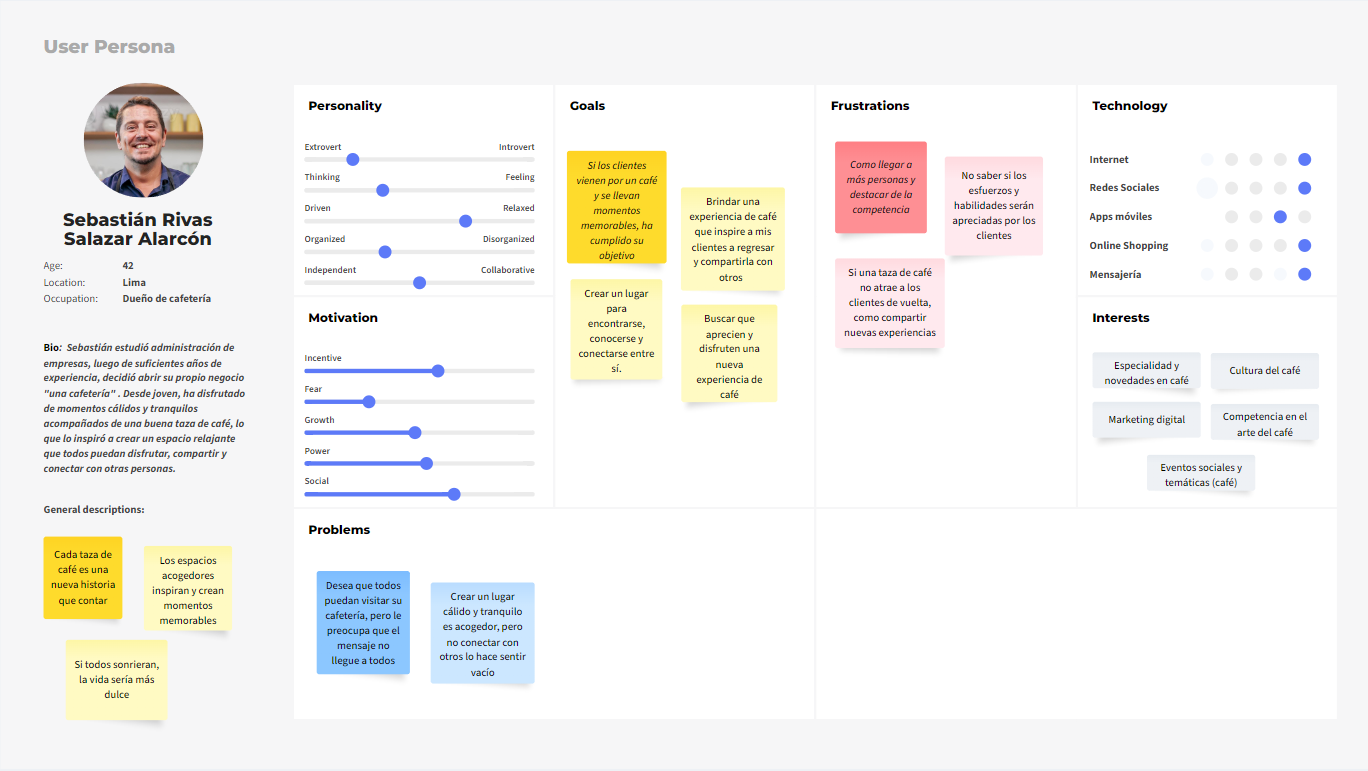 User Persona
Sebastián Rivas
Salazar Alarcón
Age: 42
Location: Lima
Occupation: Dueño de cafetería
Bio: Sebastián estudió administración de
empresas, luego de suficientes años de
experiencia, decidió abrir su propio negocio
"una cafetería" . Desde joven, ha disfrutado
de momentos cálidos y tranquilos
acompañados de una buena taza de café, lo
que lo inspiró a crear un espacio relajante
que todos puedan disfrutar, compartir y
conectar con otras personas.
General descriptions:
Cada taza de
café es una
nueva historia
que contar
Los espacios
acogedores
inspiran y crean
momentos
memorables
Si todos sonrieran,
la vida sería más
dulce
Personality
Extrovert Introvert
Thinking Feeling
Driven Relaxed
Organized Disorganized
Independent Collaborative
Motivation
Incentive
Fear
Growth
Power
Social
Goals
Si los clientes
vienen por un café
y se llevan
momentos
memorables, ha
cumplido su
objetivo
Brindar una
experiencia de café
que inspire a mis
clientes a regresar
y compartirla con
otros
Crear un lugar
para
encontrarse,
conocerse y
conectarse entre
sí.
Buscar que
aprecien y
disfruten una
nueva
experiencia de
café
Frustrations
Como llegar a
más personas y
destacar de la
competencia
No saber si los
esfuerzos y
habilidades serán
apreciadas por los
clientes
Si una taza de café
no atrae a los
clientes de vuelta,
como compartir
nuevas experiencias
Technology
Internet
Redes Sociales
Apps móviles
Online Shopping
Mensajería
Interests
Especialidad y
novedades en café
Cultura del café
Marketing digital
Competencia en el
arte del café
Eventos sociales y
temáticas (café)
Problems
Desea que todos
puedan visitar su
cafetería, pero le
preocupa que el
mensaje no
llegue a todos
Crear un lugar
cálido y tranquilo
es acogedor, pero
no conectar con
otros lo hace sentir
vacío